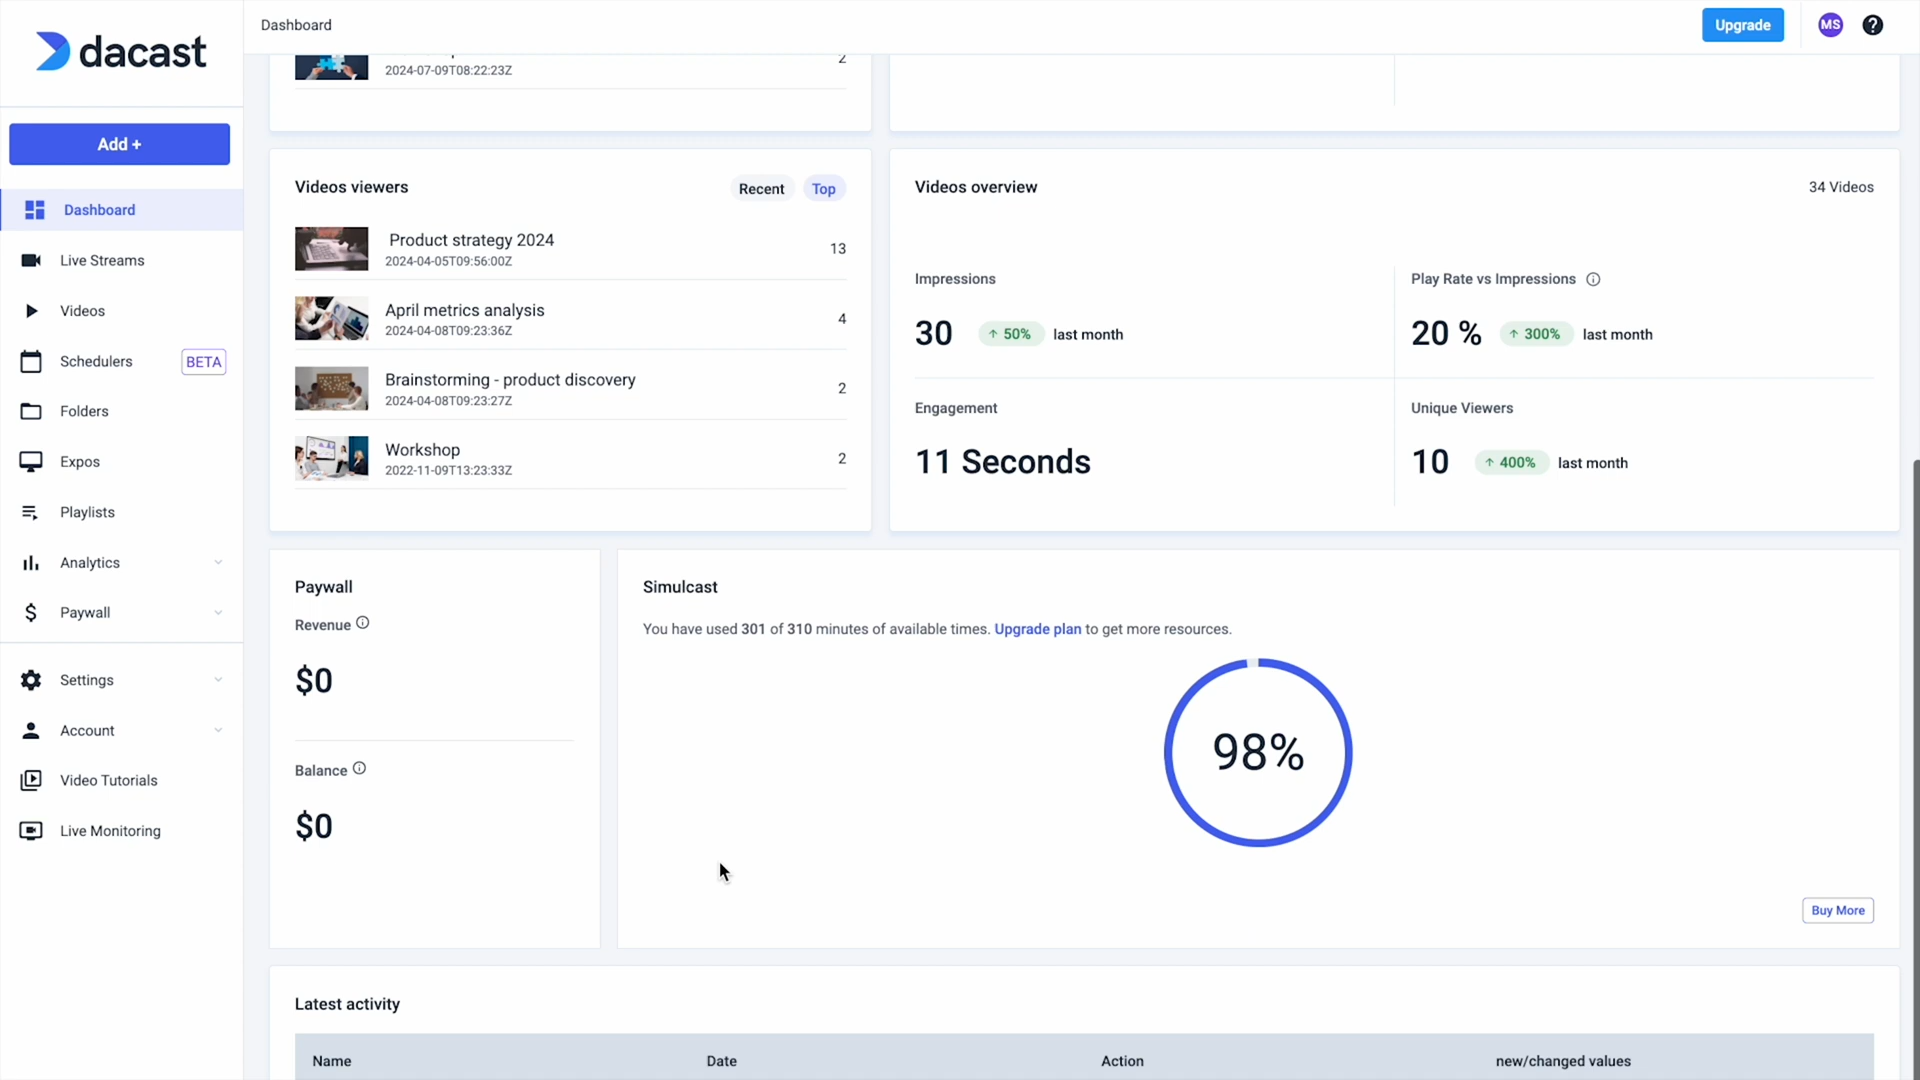 dacast
Dashboard
Upgrade
MS
Add +
Dashboard
Live Streams
Videos
Schedulers BETA
Folders
Expos
Playlists
Analytics
Paywall
Settings
Account
Video Tutorials
Live Monitoring
2024-07-09T08:22:23Z
2
Videos viewers
Recent
Top
Product strategy 2024
2024-04-05T09:56:00Z
13
April metrics analysis
2024-04-08T09:23:36Z
4
Brainstorming - product discovery
2024-04-08T09:23:27Z
2
Workshop
2022-11-09T13:23:33Z
2
Videos overview
34 Videos
Impressions
30 ↑ 50% last month
Play Rate vs Impressions
20 % ↑ 300% last month
Engagement
11 Seconds
Unique Viewers
10 ↑ 400% last month
Paywall
Revenue
$0
Balance
$0
Simulcast
You have used 301 of 310 minutes of available times. Upgrade plan to get more resources.
98%
Buy More
Latest activity
Name Date Action new/changed values